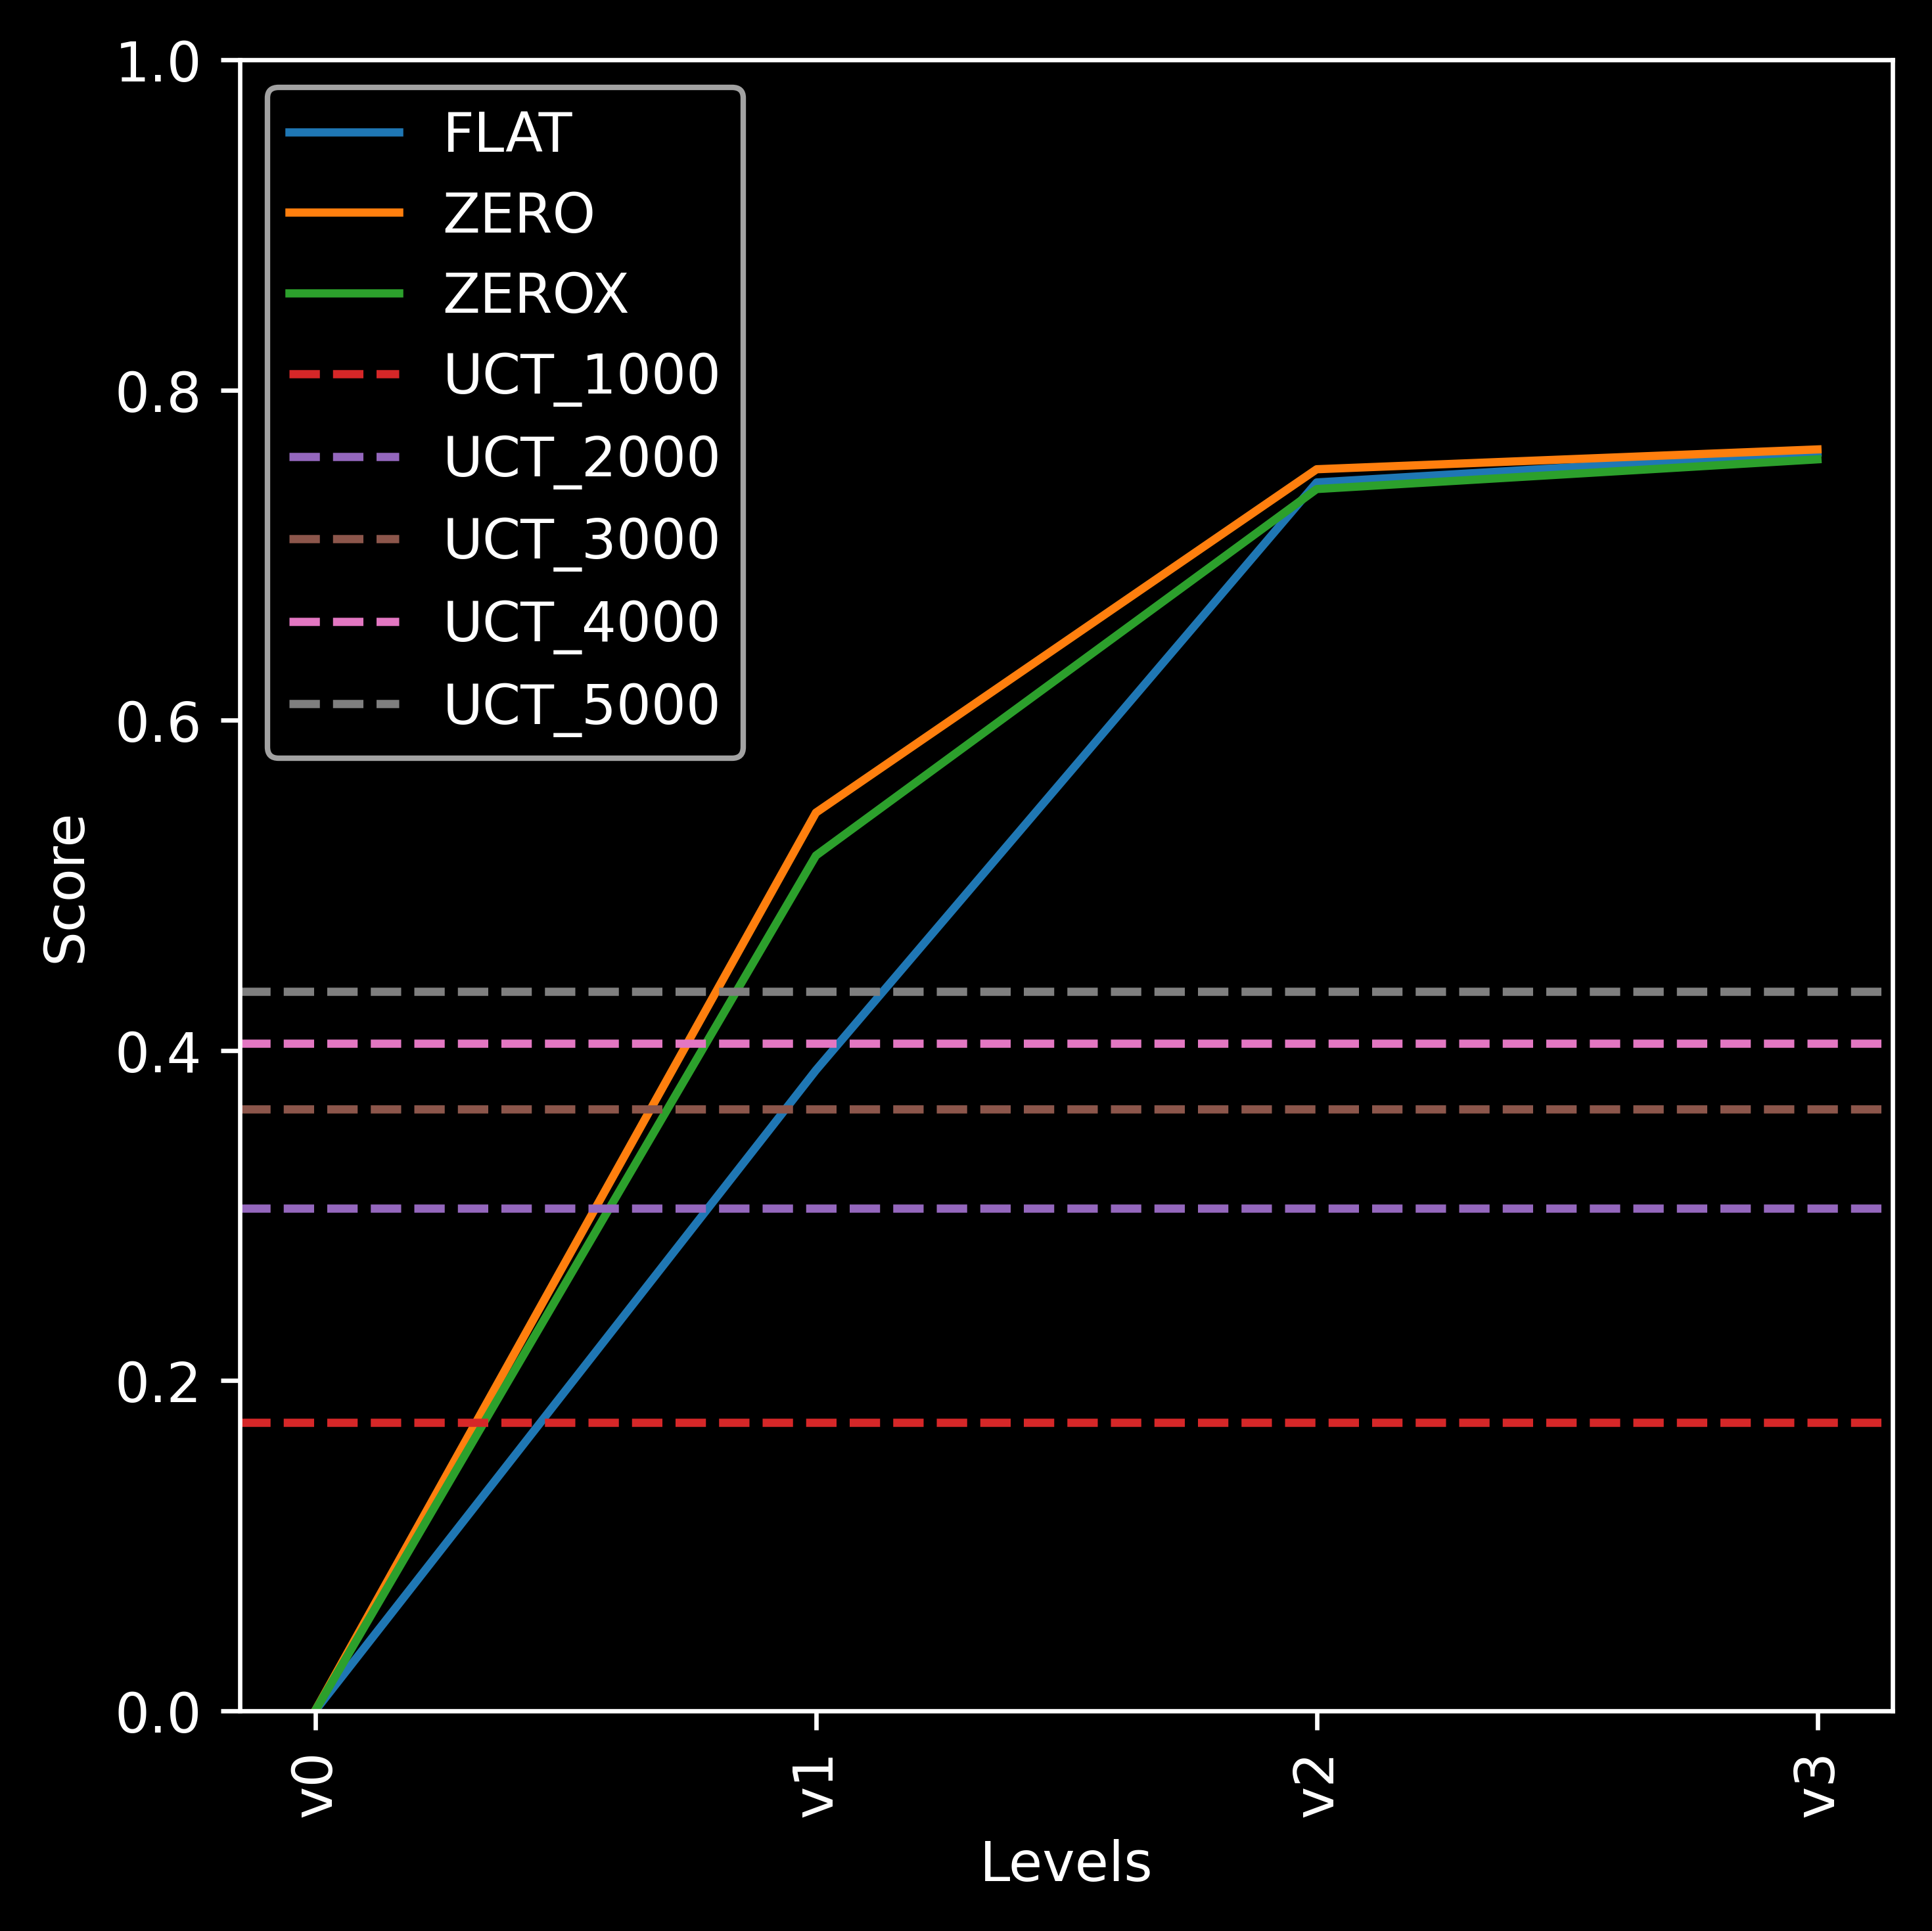 1.0
0.8
0.6
0.4
0.2
0.0
Score
FLAT
ZERO
ZEROX
UCT_1000
UCT_2000
UCT_3000
UCT_4000
UCT_5000
v0
v1
v2
v3
Levels